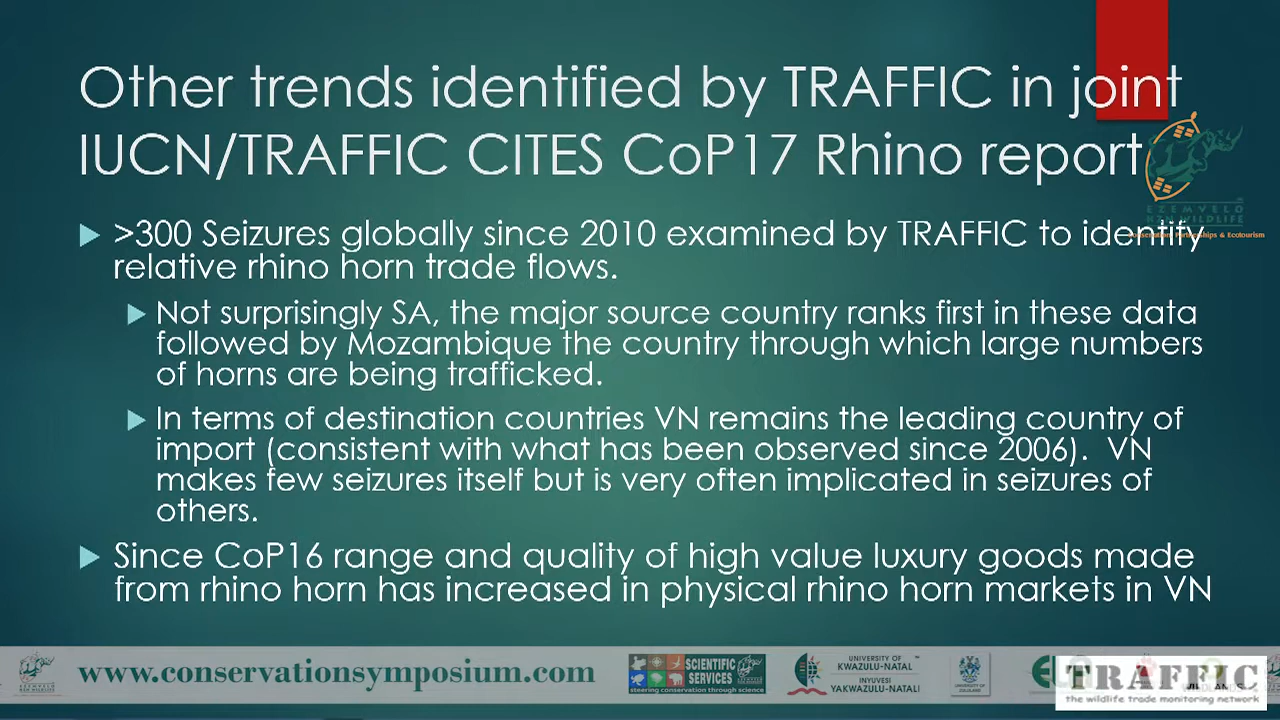 Other trends identified by TRAFFIC in joint
IUCN/TRAFFIC CITES CoP17 Rhino report
EZEMVELO
KZN WILDLIFE
Conservation, Partnerships & Ecotourism
>300 Seizures globally since 2010 examined by TRAFFIC to identify
relative rhino horn trade flows.
Not surprisingly SA, the major source country ranks first in these data
followed by Mozambique the country through which large numbers
of horns are being trafficked.
In terms of destination countries VN remains the leading country of
import (consistent with what has been observed since 2006). VN
makes few seizures itself but is very often implicated in seizures of
others.
Since CoP16 range and quality of high value luxury goods made
from rhino horn has increased in physical rhino horn markets in VN
www.conservationsymposium.com
SCIENTIFIC
SERVICES
steering conservation through science
UNIVERSITY OF
KWAZULU-NATAL
INYUVESI
YAKWAZULU-NATALI
TRAFFIC
the wildlife trade monitoring network